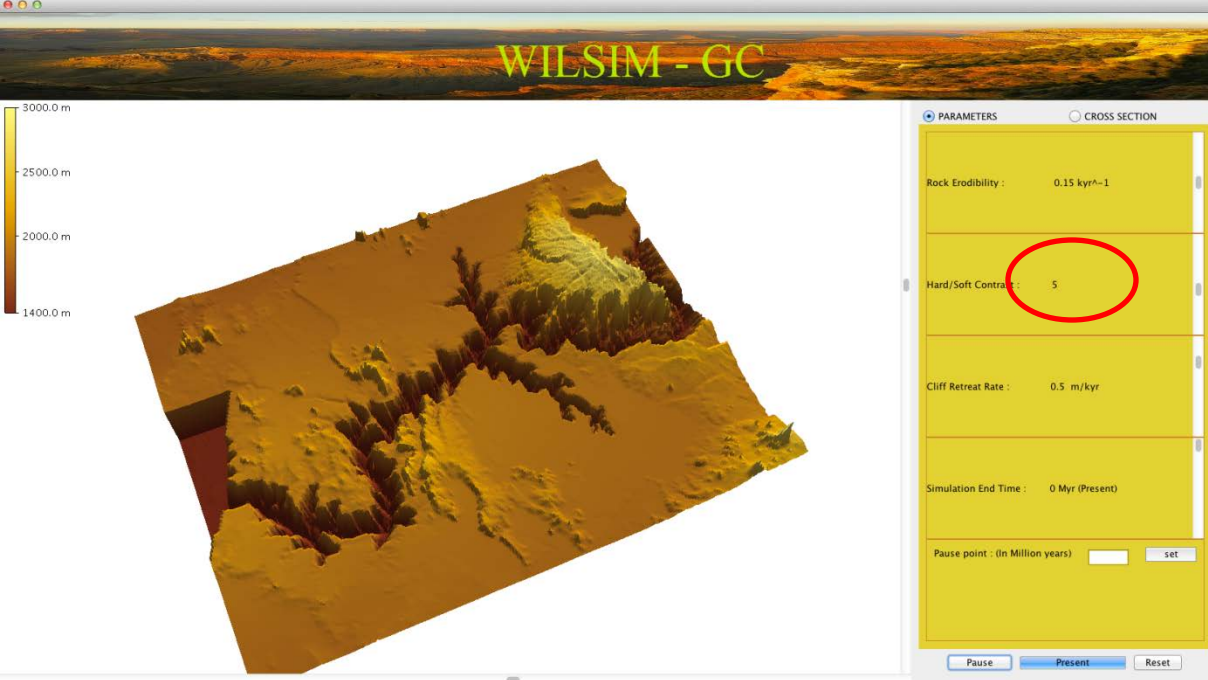 WILSIM - GC
3000.0 m
2500.0 m
2000.0 m
1400.0 m
PARAMETERS CROSS SECTION
Rock Erodibility : 0.15 kyr^-1
Hard/Soft Contrast : 5
Cliff Retreat Rate : 0.5 m/kyr
Simulation End Time : 0 Myr (Present)
Pause point : (In Million years) set
Pause Present Reset